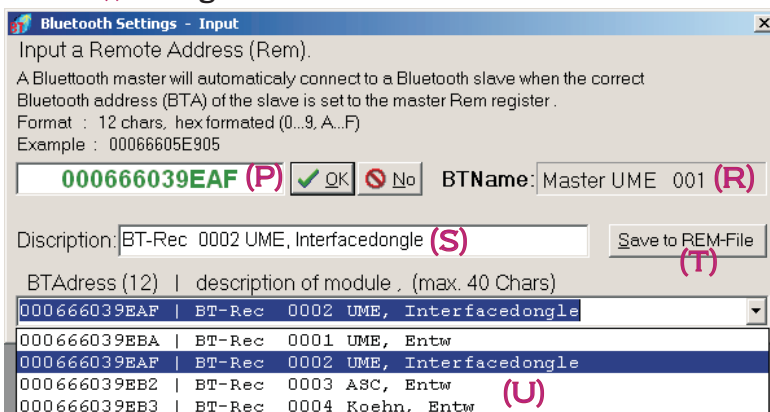 Bluetooth Settings - Input
Input a Remote Address (Rem).
A Bluettooth master will automaticaly connect to a Bluetooth slave when the correct
Bluetooth address (BTA) of the slave is set to the master Rem register .
Format : 12 chars, hex formated (0...9, A...F)
Example : 00066605E905
000666039EAF (P) OK No BTName: Master UME 001 (R)
Discription: BT-Rec 0002 UME, Interfacedongle (S) Save to REM-File
(T)
BTAdress (12) | description of module , (max. 40 Chars)
000666039EAF | BT-Rec 0002 UME, Interfacedongle
000666039EBA | BT-Rec 0001 UME, Entw
000666039EAF | BT-Rec 0002 UME, Interfacedongle
000666039EB2 | BT-Rec 0003 ASC, Entw
000666039EB3 | BT-Rec 0004 Koehn, Entw (U)